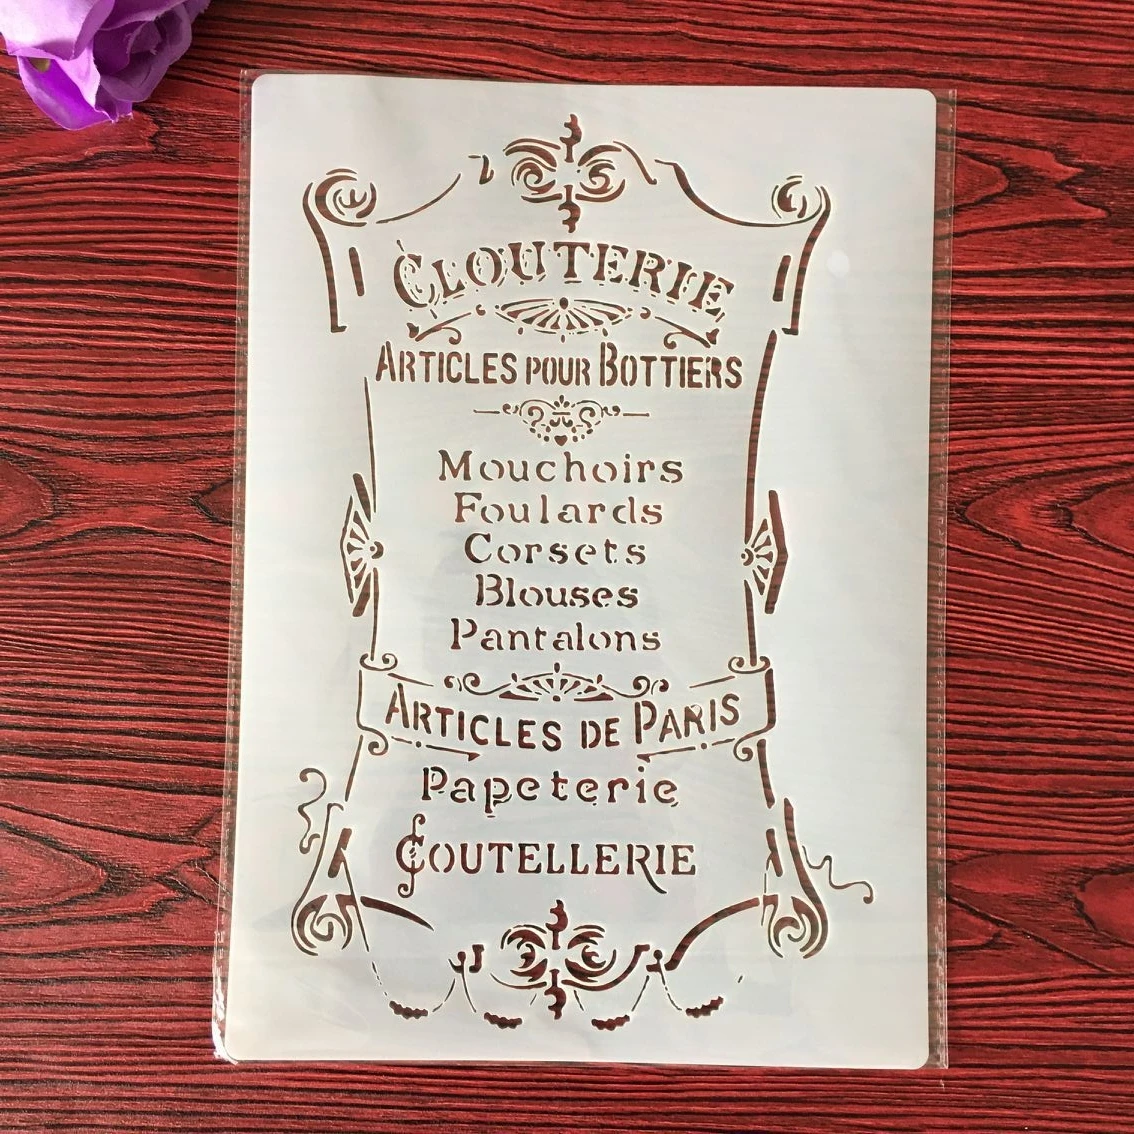 CLOUTERIE
ARTICLES POUR BOTTIERS
Mouchoirs
Foulards
Corsets
Blouses
Pantalons
ARTICLES DE PARIS
Papeterie
COUTELLERIE